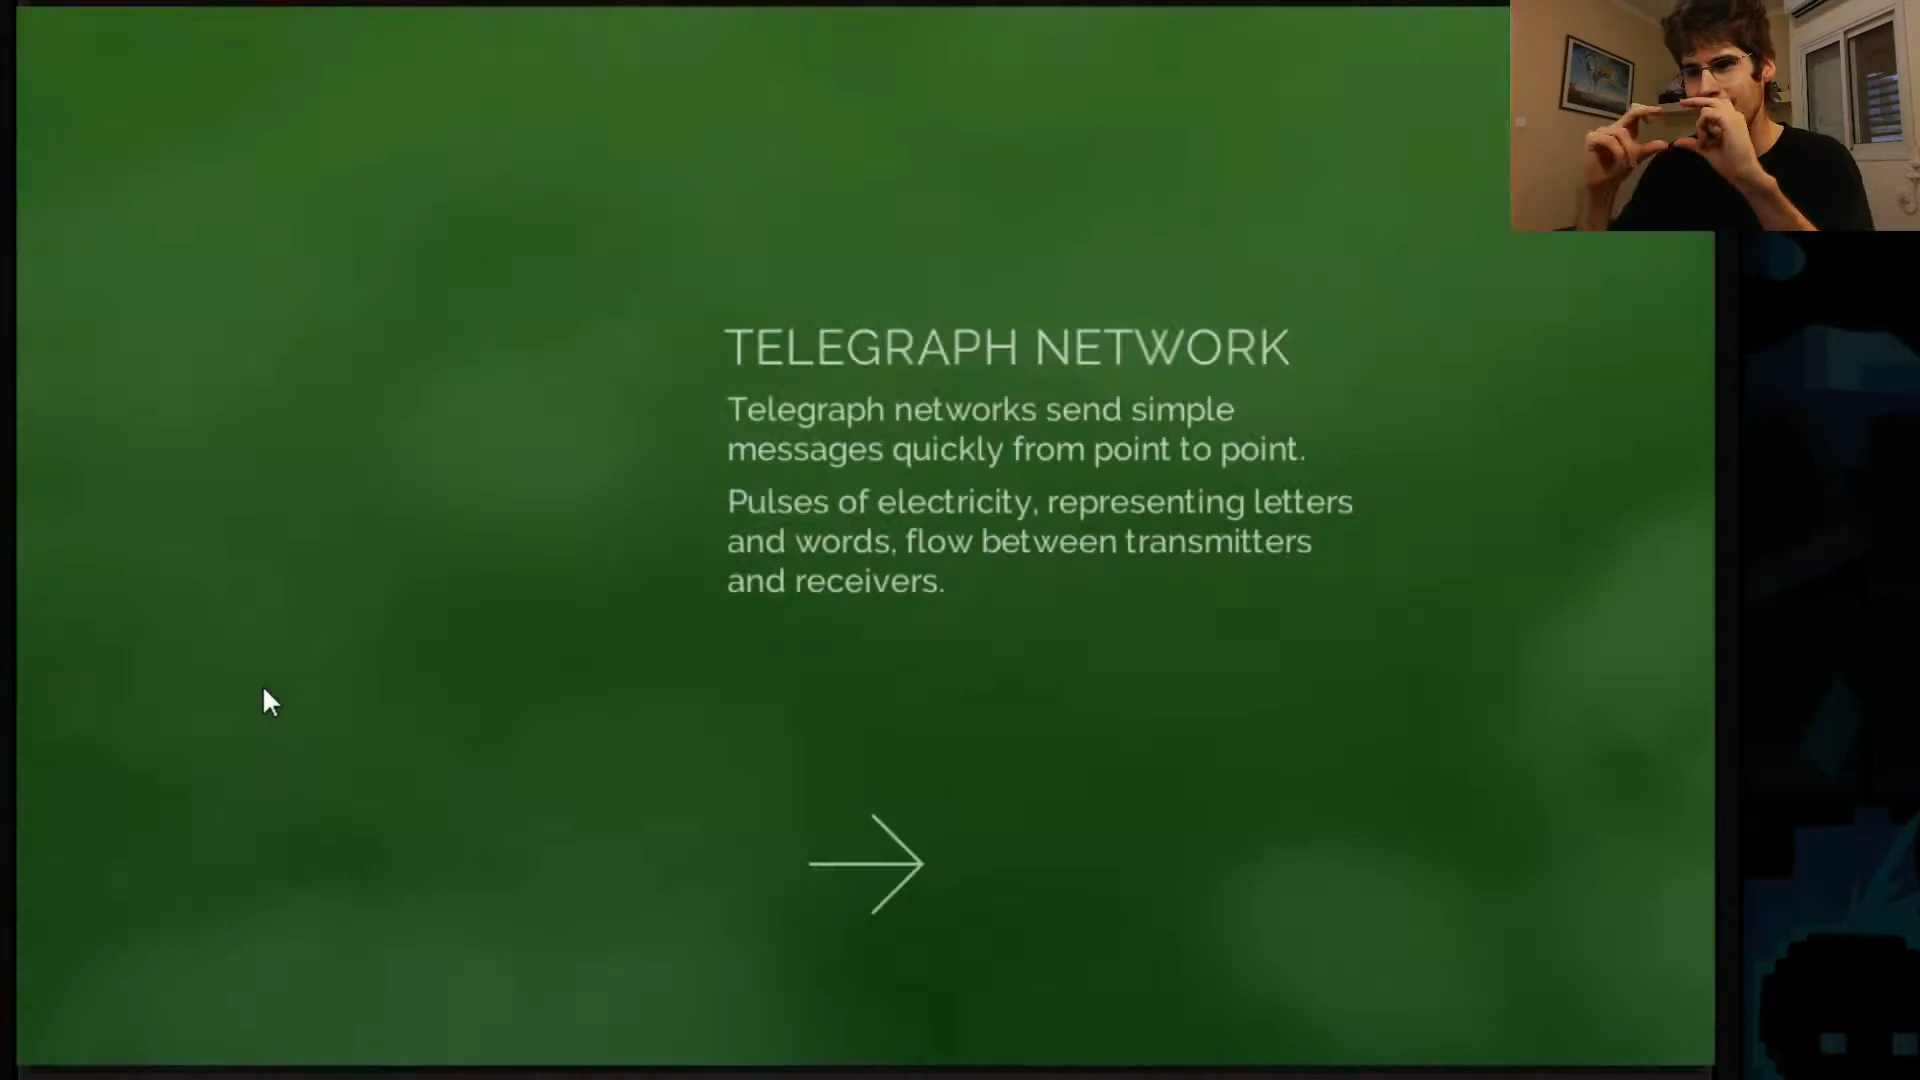 TELEGRAPH NETWORK
Telegraph networks send simple
messages quickly from point to point.
Pulses of electricity, representing letters
and words, flow between transmitters
and receivers.